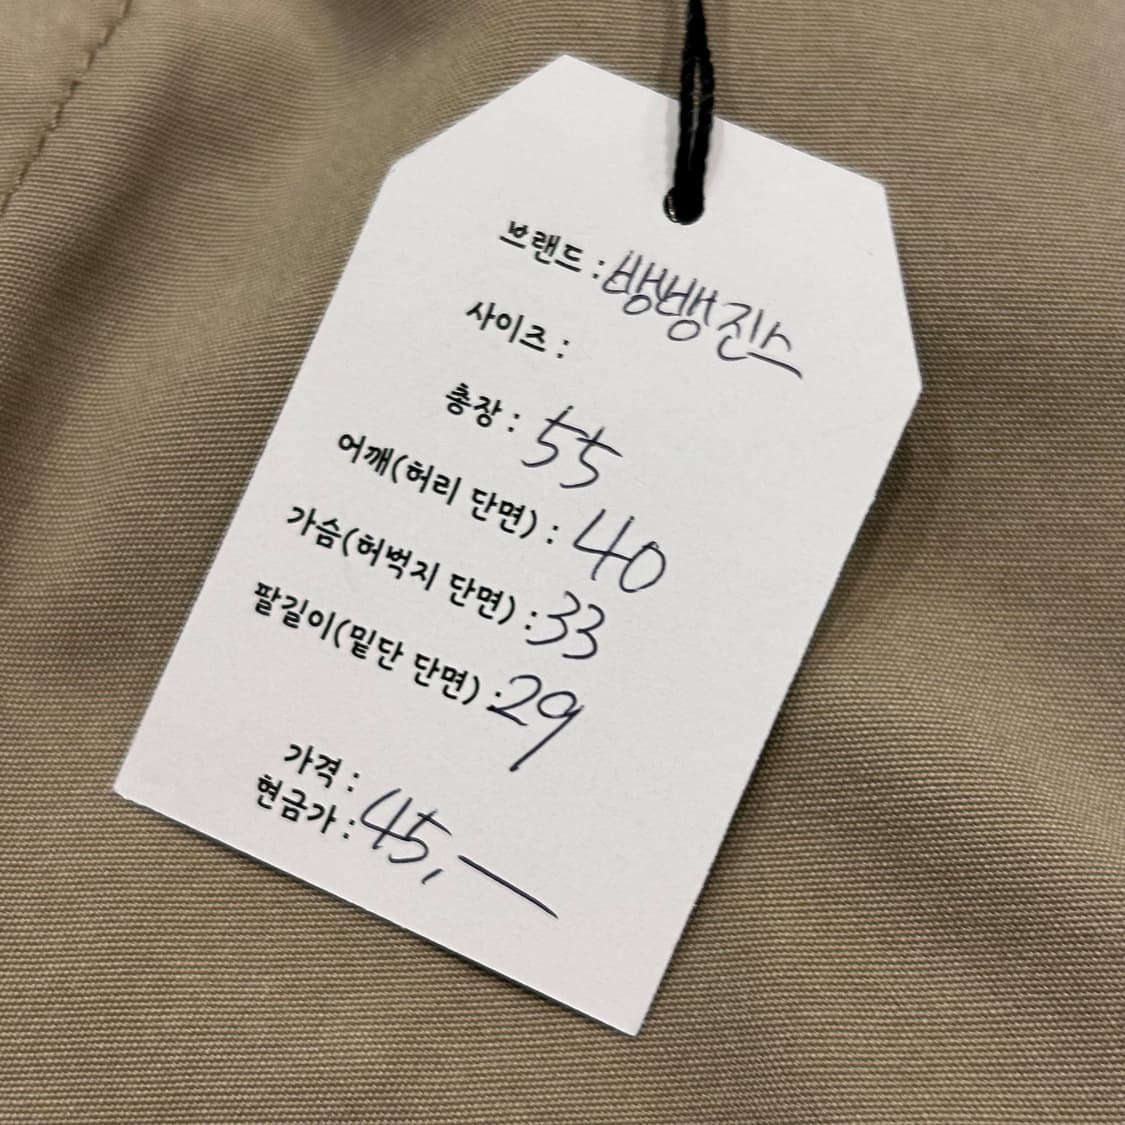 브랜드 : 뱅뱅진스
사이즈 :
총장 : 55
어깨(허리 단면) : 40
가슴(허벅지 단면) : 33
팔길이(밑단 단면) : 29
가격 :
현금가 : 45,—